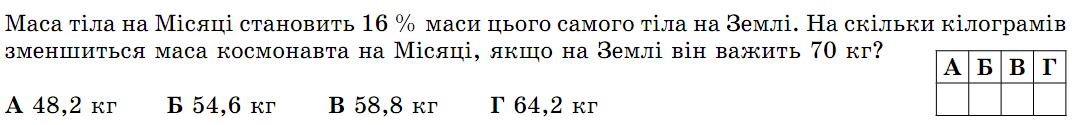 Маса тіла на Місяці становить 16 % маси цього самого тіла на Землі. На скільки кілограмів
зменшиться маса космонавта на Місяці, якщо на Землі він важить 70 кг?
А Б В Г
А 48,2 кг Б 54,6 кг В 58,8 кг Г 64,2 кг